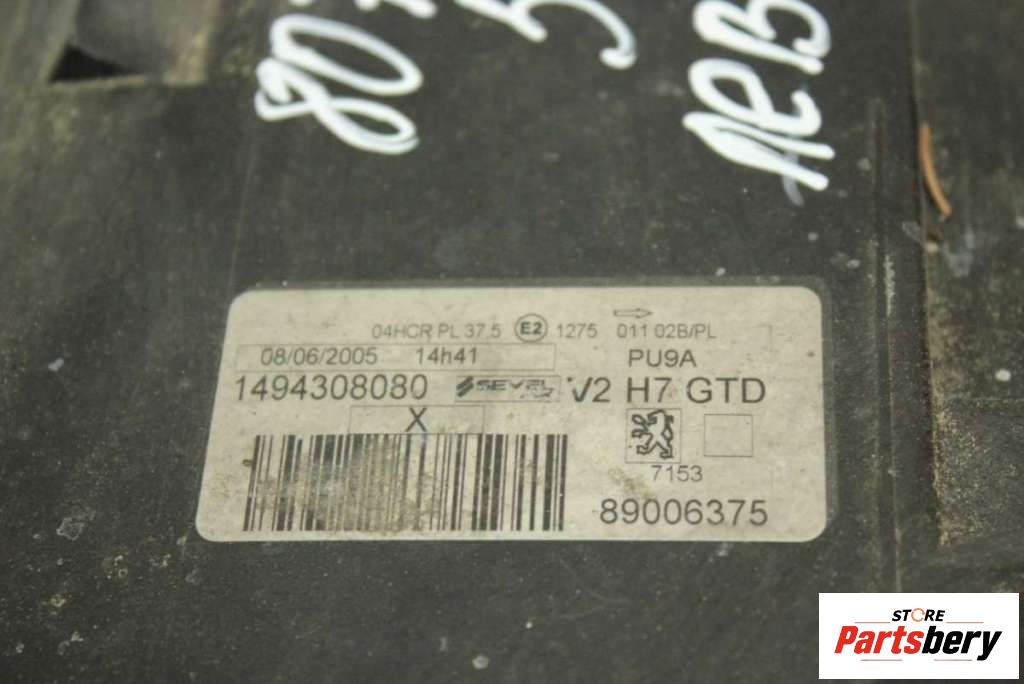 80
04HCR PL 37.5 E2 1275 011 02B/PL
08/06/2005 14h41 PU9A
1494308080 V2 H7 GTD
X
7153
89006375
STORE
Partsbery